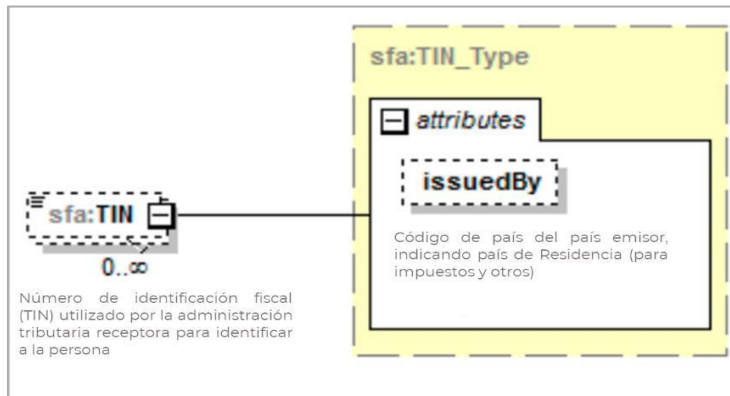 sfa:TIN_Type
attributes
issuedBy
Código de país del país emisor,
indicando país de Residencia (para
impuestos y otros)
sfa:TIN
0..∞
Número de identificación fiscal
(TIN) utilizado por la administración
tributaria receptora para identificar
a la persona